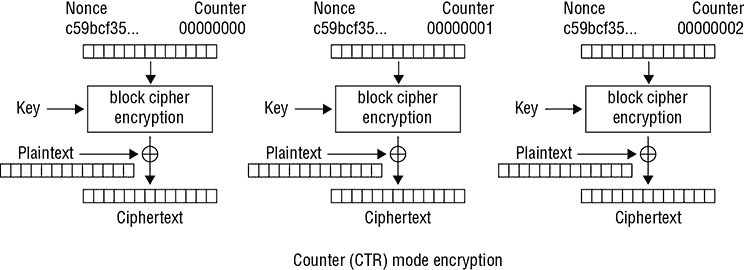 Nonce Counter
c59bcf35... 00000000
block cipher
encryption
Key
Plaintext
Ciphertext
Nonce Counter
c59bcf35... 00000001
block cipher
encryption
Key
Plaintext
Ciphertext
Nonce Counter
c59bcf35... 00000002
block cipher
encryption
Key
Plaintext
Ciphertext
Counter (CTR) mode encryption